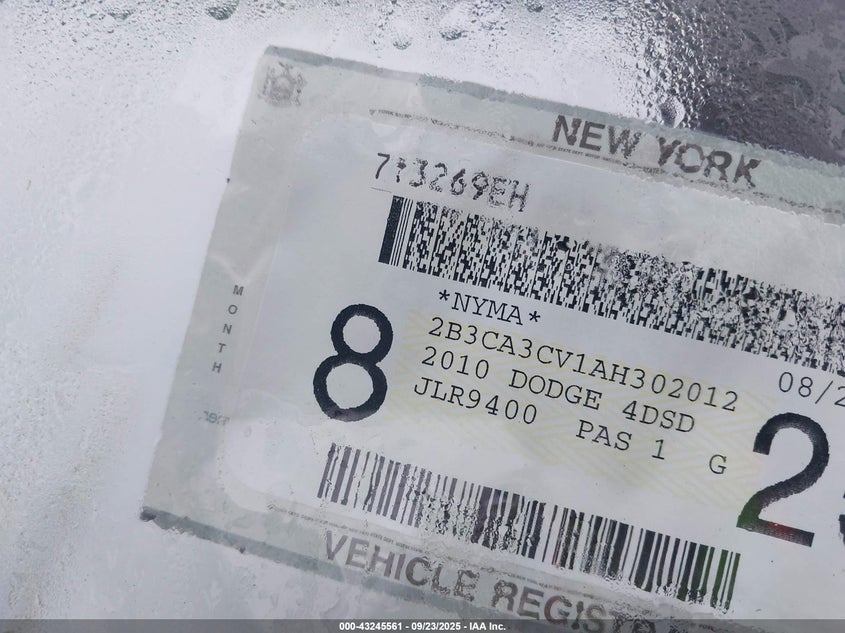 NEW YORK
7†3269EH
*NYMA*
2B3CA3CV1AH302012
2010 DODGE 4DSD
JLR9400 PAS 1 G
08/2
MONTH
8
2
VEHICLE REGIST
000-43245561 - 09/23/2025 - IAA Inc.